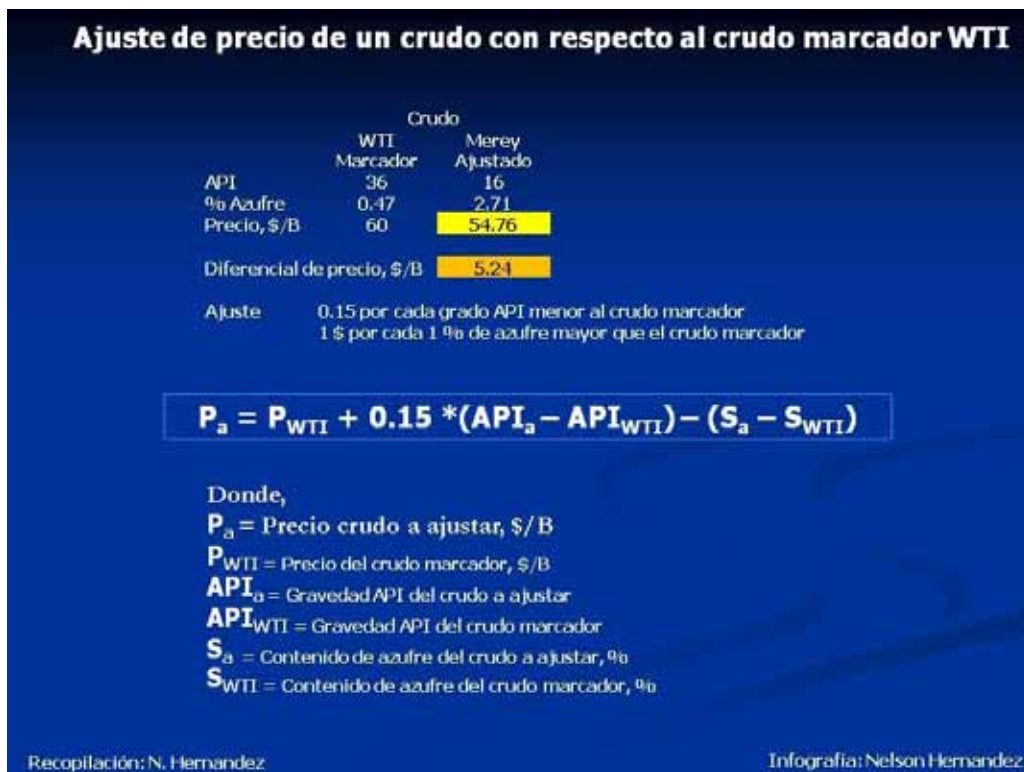 Ajuste de precio de un crudo con respecto al crudo marcador WTI
Crudo
WTI Merey
Marcador Ajustado
API 36 16
% Azufre 0.47 2.71
Precio, $/B 60 54.76
Diferencial de precio, $/B 5.24
Ajuste 0.15 por cada grado API menor al crudo marcador
1 $ por cada 1 % de azufre mayor que el crudo marcador
Pa = PWTI + 0.15 *(APIa – APIWTI) – (Sa – SWTI)
Donde,
Pa = Precio crudo a ajustar, $/B
PWTI = Precio del crudo marcador, $/B
APIa = Gravedad API del crudo a ajustar
APIWTI = Gravedad API del crudo marcador
Sa = Contenido de azufre del crudo a ajustar, %
SWTI = Contenido de azufre del crudo marcador, %
Recopilación: N. Hernandez Infografia: Nelson Hernandez